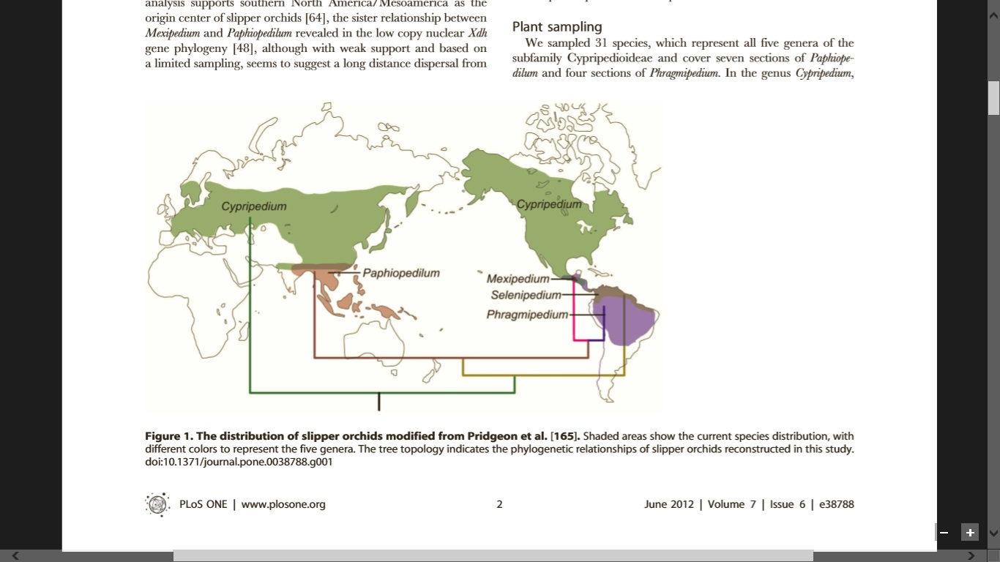 analysis supports southern North America/Mesoamerica as the
origin center of slipper orchids [64], the sister relationship between
Mexipedium and Paphiopedilum revealed in the low copy nuclear Xdh
gene phylogeny [48], although with weak support and based on
a limited sampling, seems to suggest a long distance dispersal from
Plant sampling
We sampled 31 species, which represent all five genera of the
subfamily Cypripedioideae and cover seven sections of Paphiope-
dilum and four sections of Phragmipedium. In the genus Cypripedium,
Cypripedium
Cypripedium
Paphiopedilum
Mexipedium
Selenipedium
Phragmipedium
Figure 1. The distribution of slipper orchids modified from Pridgeon et al. [165]. Shaded areas show the current species distribution, with
different colors to represent the five genera. The tree topology indicates the phylogenetic relationships of slipper orchids reconstructed in this study.
doi:10.1371/journal.pone.0038788.g001
PLoS ONE | www.plosone.org
2
June 2012 | Volume 7 | Issue 6 | e38788